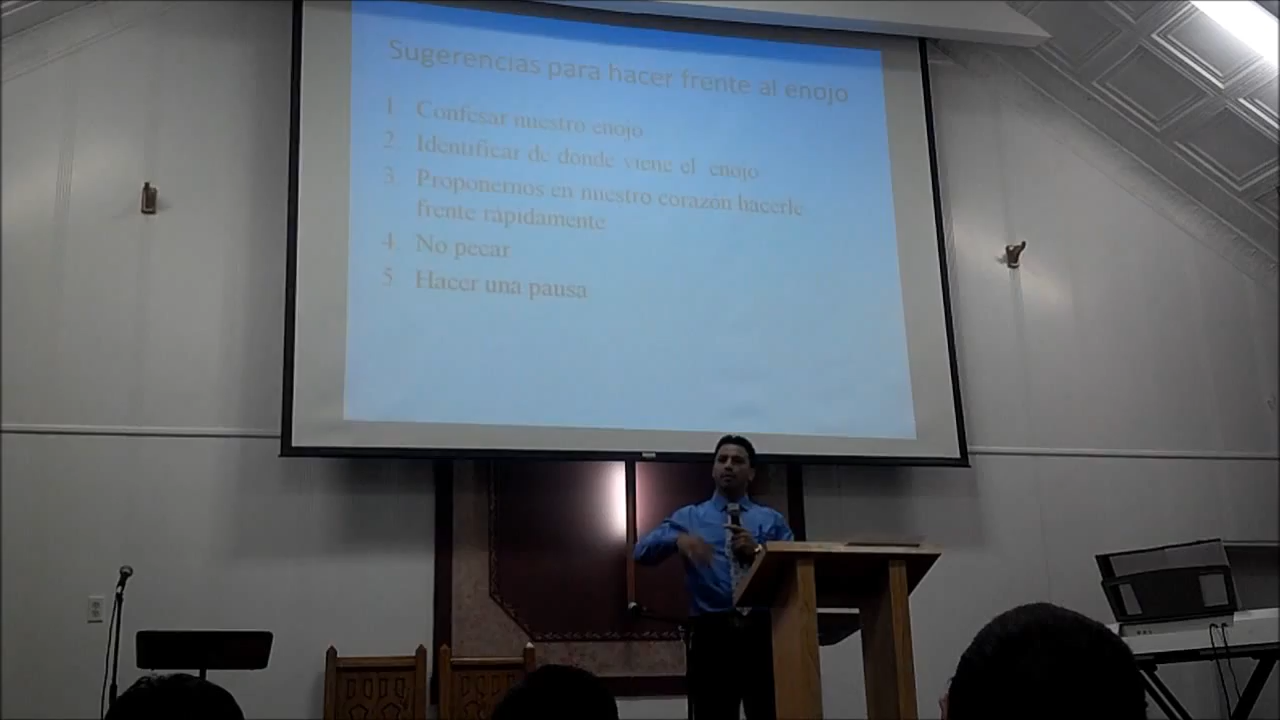 Sugerencias para hacer frente al enojo
1 Confesar nuestro enojo
2. Identificar de donde viene el enojo
3. Proponernos en nuestro corazón hacerle
frente rápidamente
4. No pecar
5 Hacer una pausa